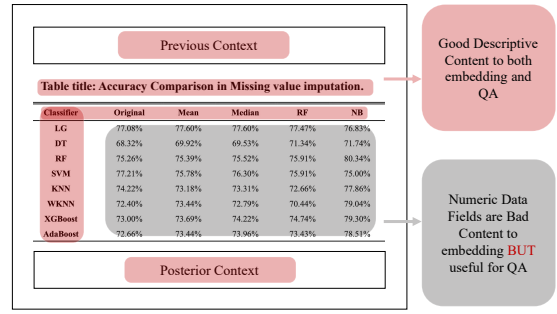 Previous Context
Table title: Accuracy Comparison in Missing value imputation.
Classifier Original Mean Median RF NB
LG 77.08% 77.60% 77.60% 77.47% 76.83%
DT 68.32% 69.92% 69.53% 71.34% 71.74%
RF 75.26% 75.39% 75.52% 75.91% 80.34%
SVM 77.21% 75.78% 76.30% 75.91% 75.00%
KNN 74.22% 73.18% 73.31% 72.66% 77.86%
WKNN 72.40% 73.44% 72.79% 70.44% 79.04%
XGBoost 73.00% 73.69% 74.22% 74.74% 79.30%
AdaBoost 72.66% 73.44% 73.96% 73.43% 78.51%
Posterior Context
Good Descriptive
Content to both
embedding and
QA
Numeric Data
Fields are Bad
Content to
embedding BUT
useful for QA